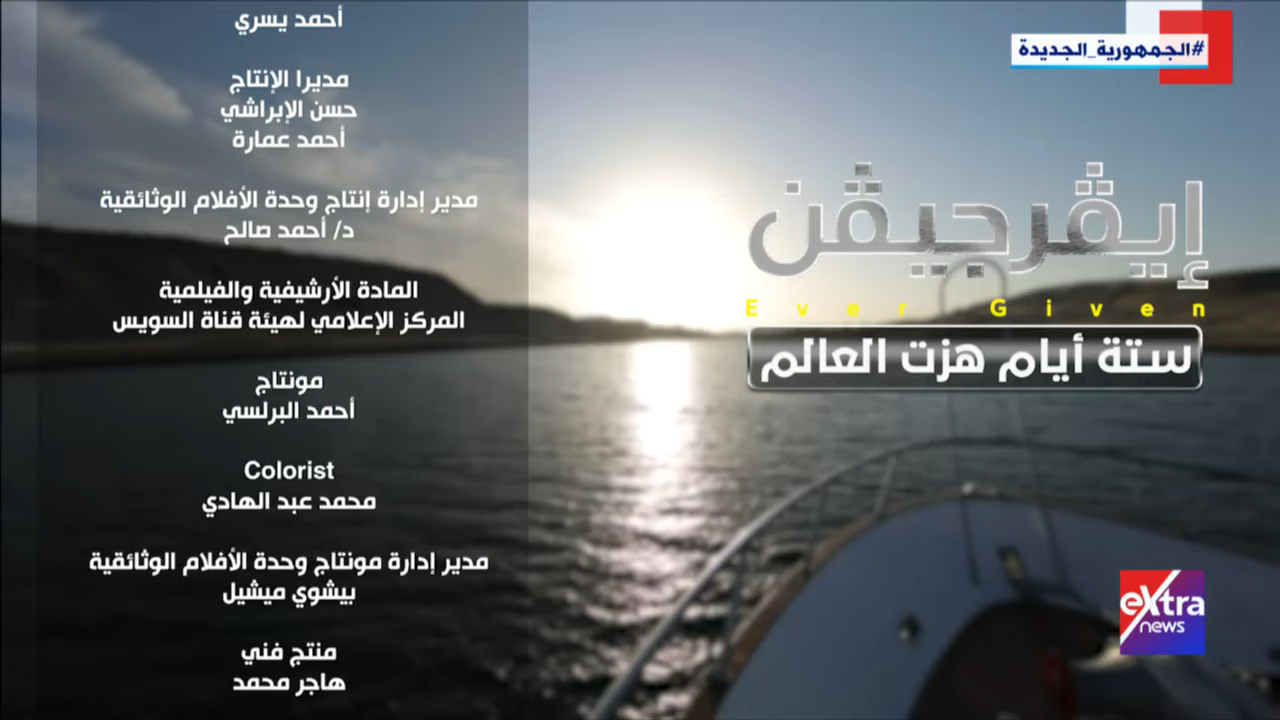 أحمد يسري
مديرا الإنتاج
حسن الإبراشي
أحمد عمارة
مدير إدارة إنتاج وحدة الأفلام الوثائقية
د/ أحمد صالح
المادة الأرشيفية والفيلمية
المركز الإعلامي لهيئة قناة السويس
مونتاج
أحمد البرلسي
Colorist
محمد عبد الهادي
مدير إدارة مونتاج وحدة الأفلام الوثائقية
بيشوي ميشيل
منتج فني
هاجر محمد
#الجمهورية_الجديدة
إيڤرجيڤن
Ever Given
ستة أيام هزت العالم
eXtra
news